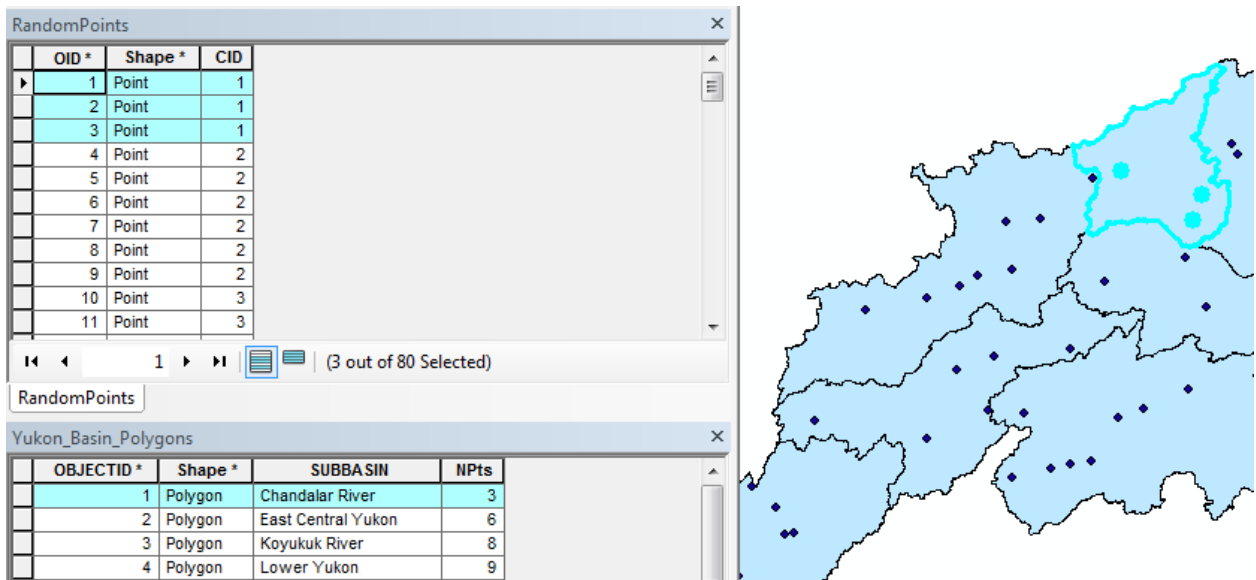 RandomPoints
OID * Shape * CID
1 Point 1
2 Point 1
3 Point 1
4 Point 2
5 Point 2
6 Point 2
7 Point 2
8 Point 2
9 Point 2
10 Point 3
11 Point 3
1 (3 out of 80 Selected)
RandomPoints
Yukon_Basin_Polygons
OBJECTID * Shape * SUBBASIN NPts
1 Polygon Chandalar River 3
2 Polygon East Central Yukon 6
3 Polygon Koyukuk River 8
4 Polygon Lower Yukon 9